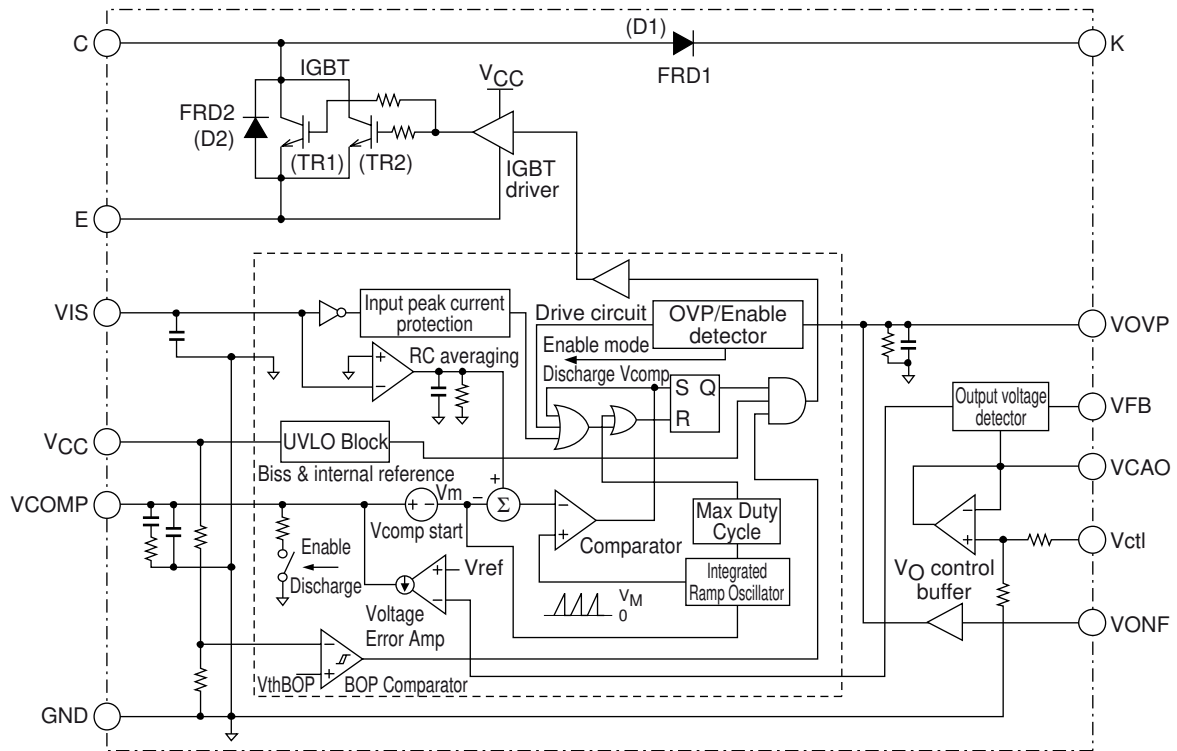 C
(D1)
K
FRD1
IGBT
VCC
FRD2
(D2)
(TR1)
(TR2)
IGBT
driver
E
VIS
Input peak current
protection
Drive circuit
OVP/Enable
detector
VOVP
RC averaging
Enable mode
Discharge Vcomp
S Q
R
Output voltage
detector
VFB
VCC
UVLO Block
Biss & internal reference
VCAO
VCOMP
Vm
+ −
Vcomp start
+
−
Σ
−
+
Comparator
Max Duty
Cycle
Vctl
Enable
Discharge
Vref
Integrated
Ramp Oscillator
VM
0
VO control
buffer
Voltage
Error Amp
VONF
VthBOP
BOP Comparator
GND